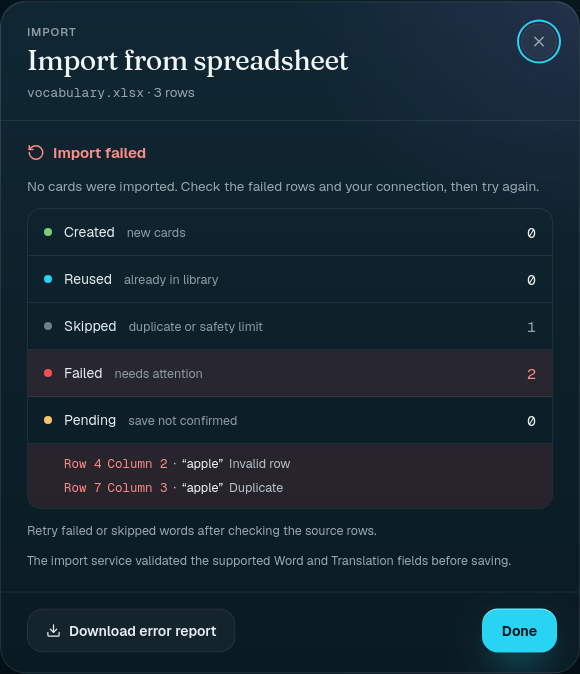 IMPORT
Import from spreadsheet
vocabulary.xlsx · 3 rows
Import failed
No cards were imported. Check the failed rows and your connection, then try again.
Created new cards 0
Reused already in library 0
Skipped duplicate or safety limit 1
Failed needs attention 2
Pending save not confirmed 0
Row 4 Column 2 · “apple” Invalid row
Row 7 Column 3 · “apple” Duplicate
Retry failed or skipped words after checking the source rows.
The import service validated the supported Word and Translation fields before saving.
Download error report
Done